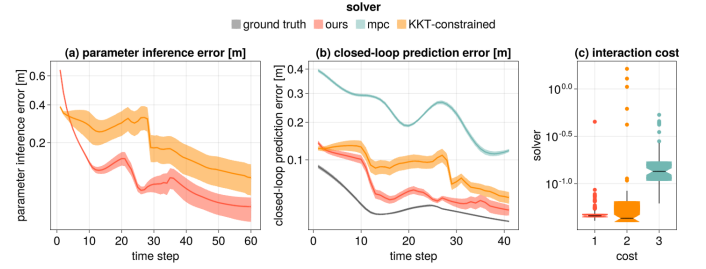 solver
ground truth ours mpc KKT-constrained
(a) parameter inference error [m]
parameter inference error [m]
0.6
0.4
0.2
0 10 20 30 40 50 60
time step
(b) closed-loop prediction error [m]
closed-loop prediction error [m]
0.4
0.3
0.2
0.1
0 10 20 30 40
time step
(c) interaction cost
solver
10^0.0
10^-0.5
10^-1.0
1 2 3
cost